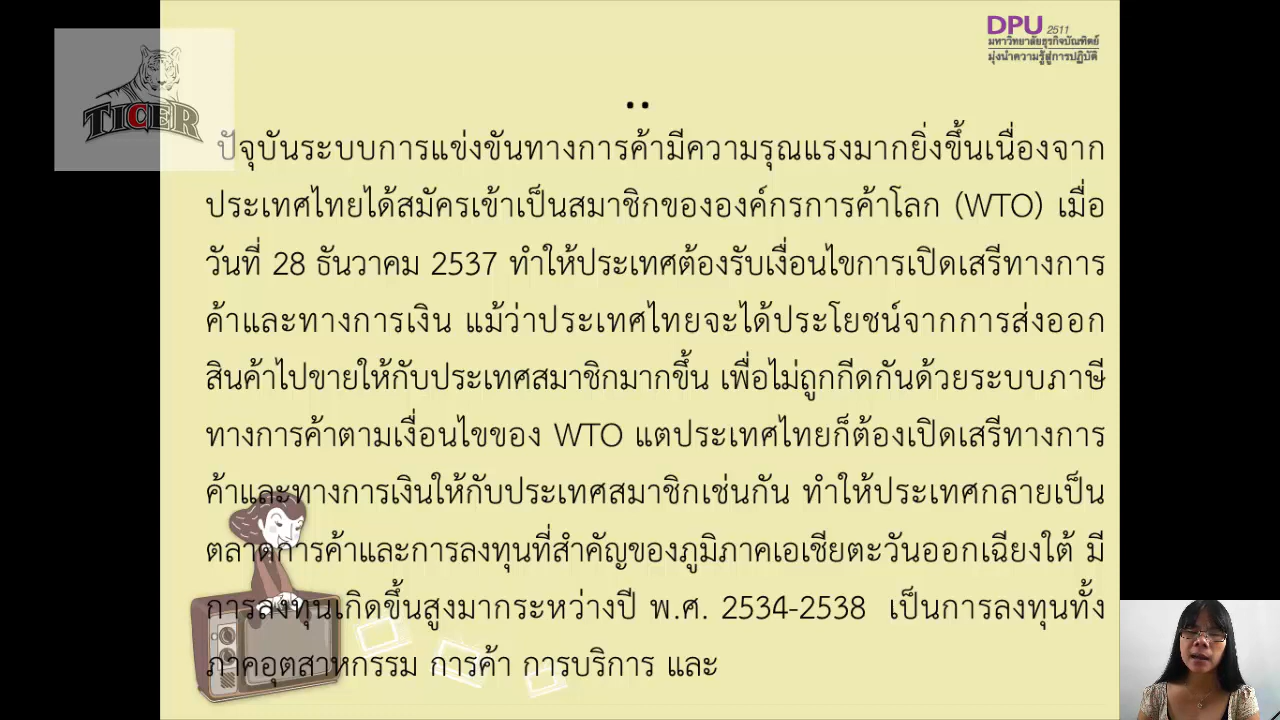 DPU 2511
มหาวิทยาลัยธุรกิจบัณฑิตย์
มุ่งนำความรู้สู่การปฏิบัติ
TIGER
..
ปัจจุบันระบบการแข่งขันทางการค้ามีความรุณแรงมากยิ่งขึ้นเนื่องจาก
ประเทศไทยได้สมัครเข้าเป็นสมาชิกขององค์กรการค้าโลก (WTO) เมื่อ
วันที่ 28 ธันวาคม 2537 ทำให้ประเทศต้องรับเงื่อนไขการเปิดเสรีทางการ
ค้าและทางการเงิน แม้ว่าประเทศไทยจะได้ประโยชน์จากการส่งออก
สินค้าไปขายให้กับประเทศสมาชิกมากขึ้น เพื่อไม่ถูกกีดกันด้วยระบบภาษี
ทางการค้าตามเงื่อนไขของ WTO แตประเทศไทยก็ต้องเปิดเสรีทางการ
ค้าและทางการเงินให้กับประเทศสมาชิกเช่นกัน ทำให้ประเทศกลายเป็น
ตลาดการค้าและการลงทุนที่สำคัญของภูมิภาคเอเชียตะวันออกเฉียงใต้ มี
การลงทุนเกิดขึ้นสูงมากระหว่างปี พ.ศ. 2534-2538 เป็นการลงทุนทั้ง
ภาคอุตสาหกรรม การค้า การบริการ และ